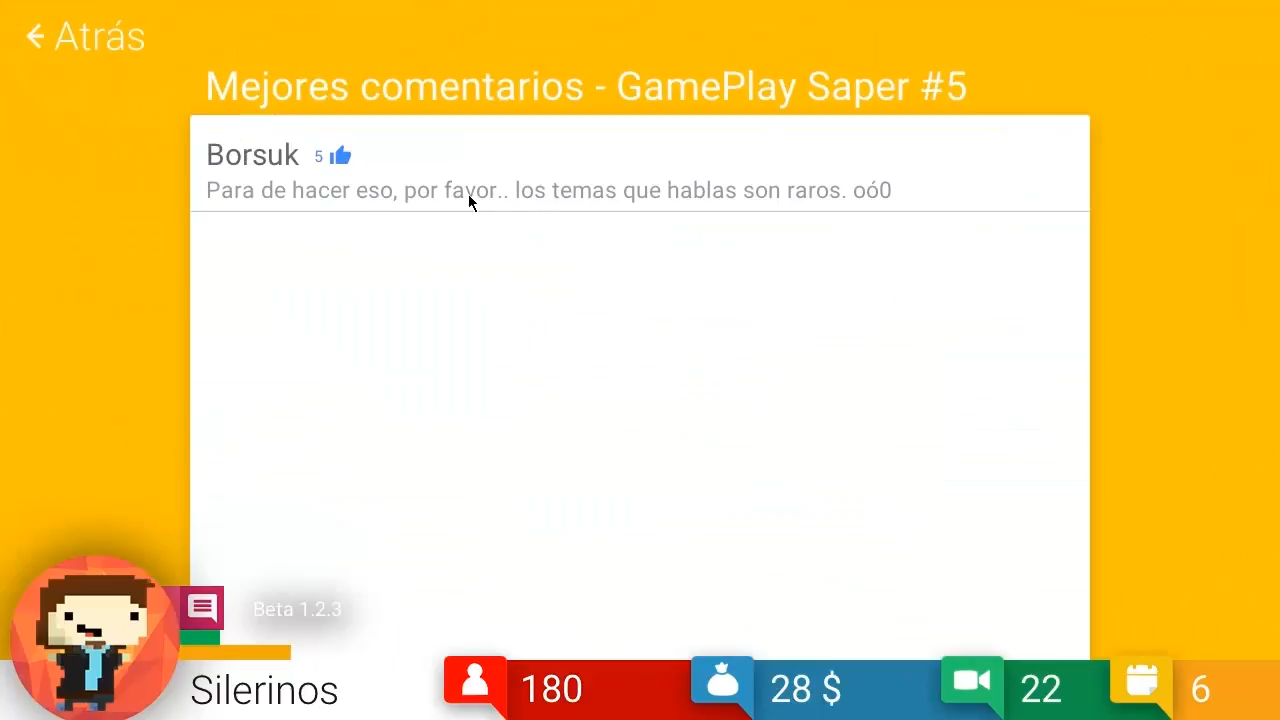 Atrás
Mejores comentarios - GamePlay Saper #5
Borsuk 5
Para de hacer eso, por favor.. los temas que hablas son raros. oó0
Beta 1.2.3
Silerinos 180 28 $ 22 6